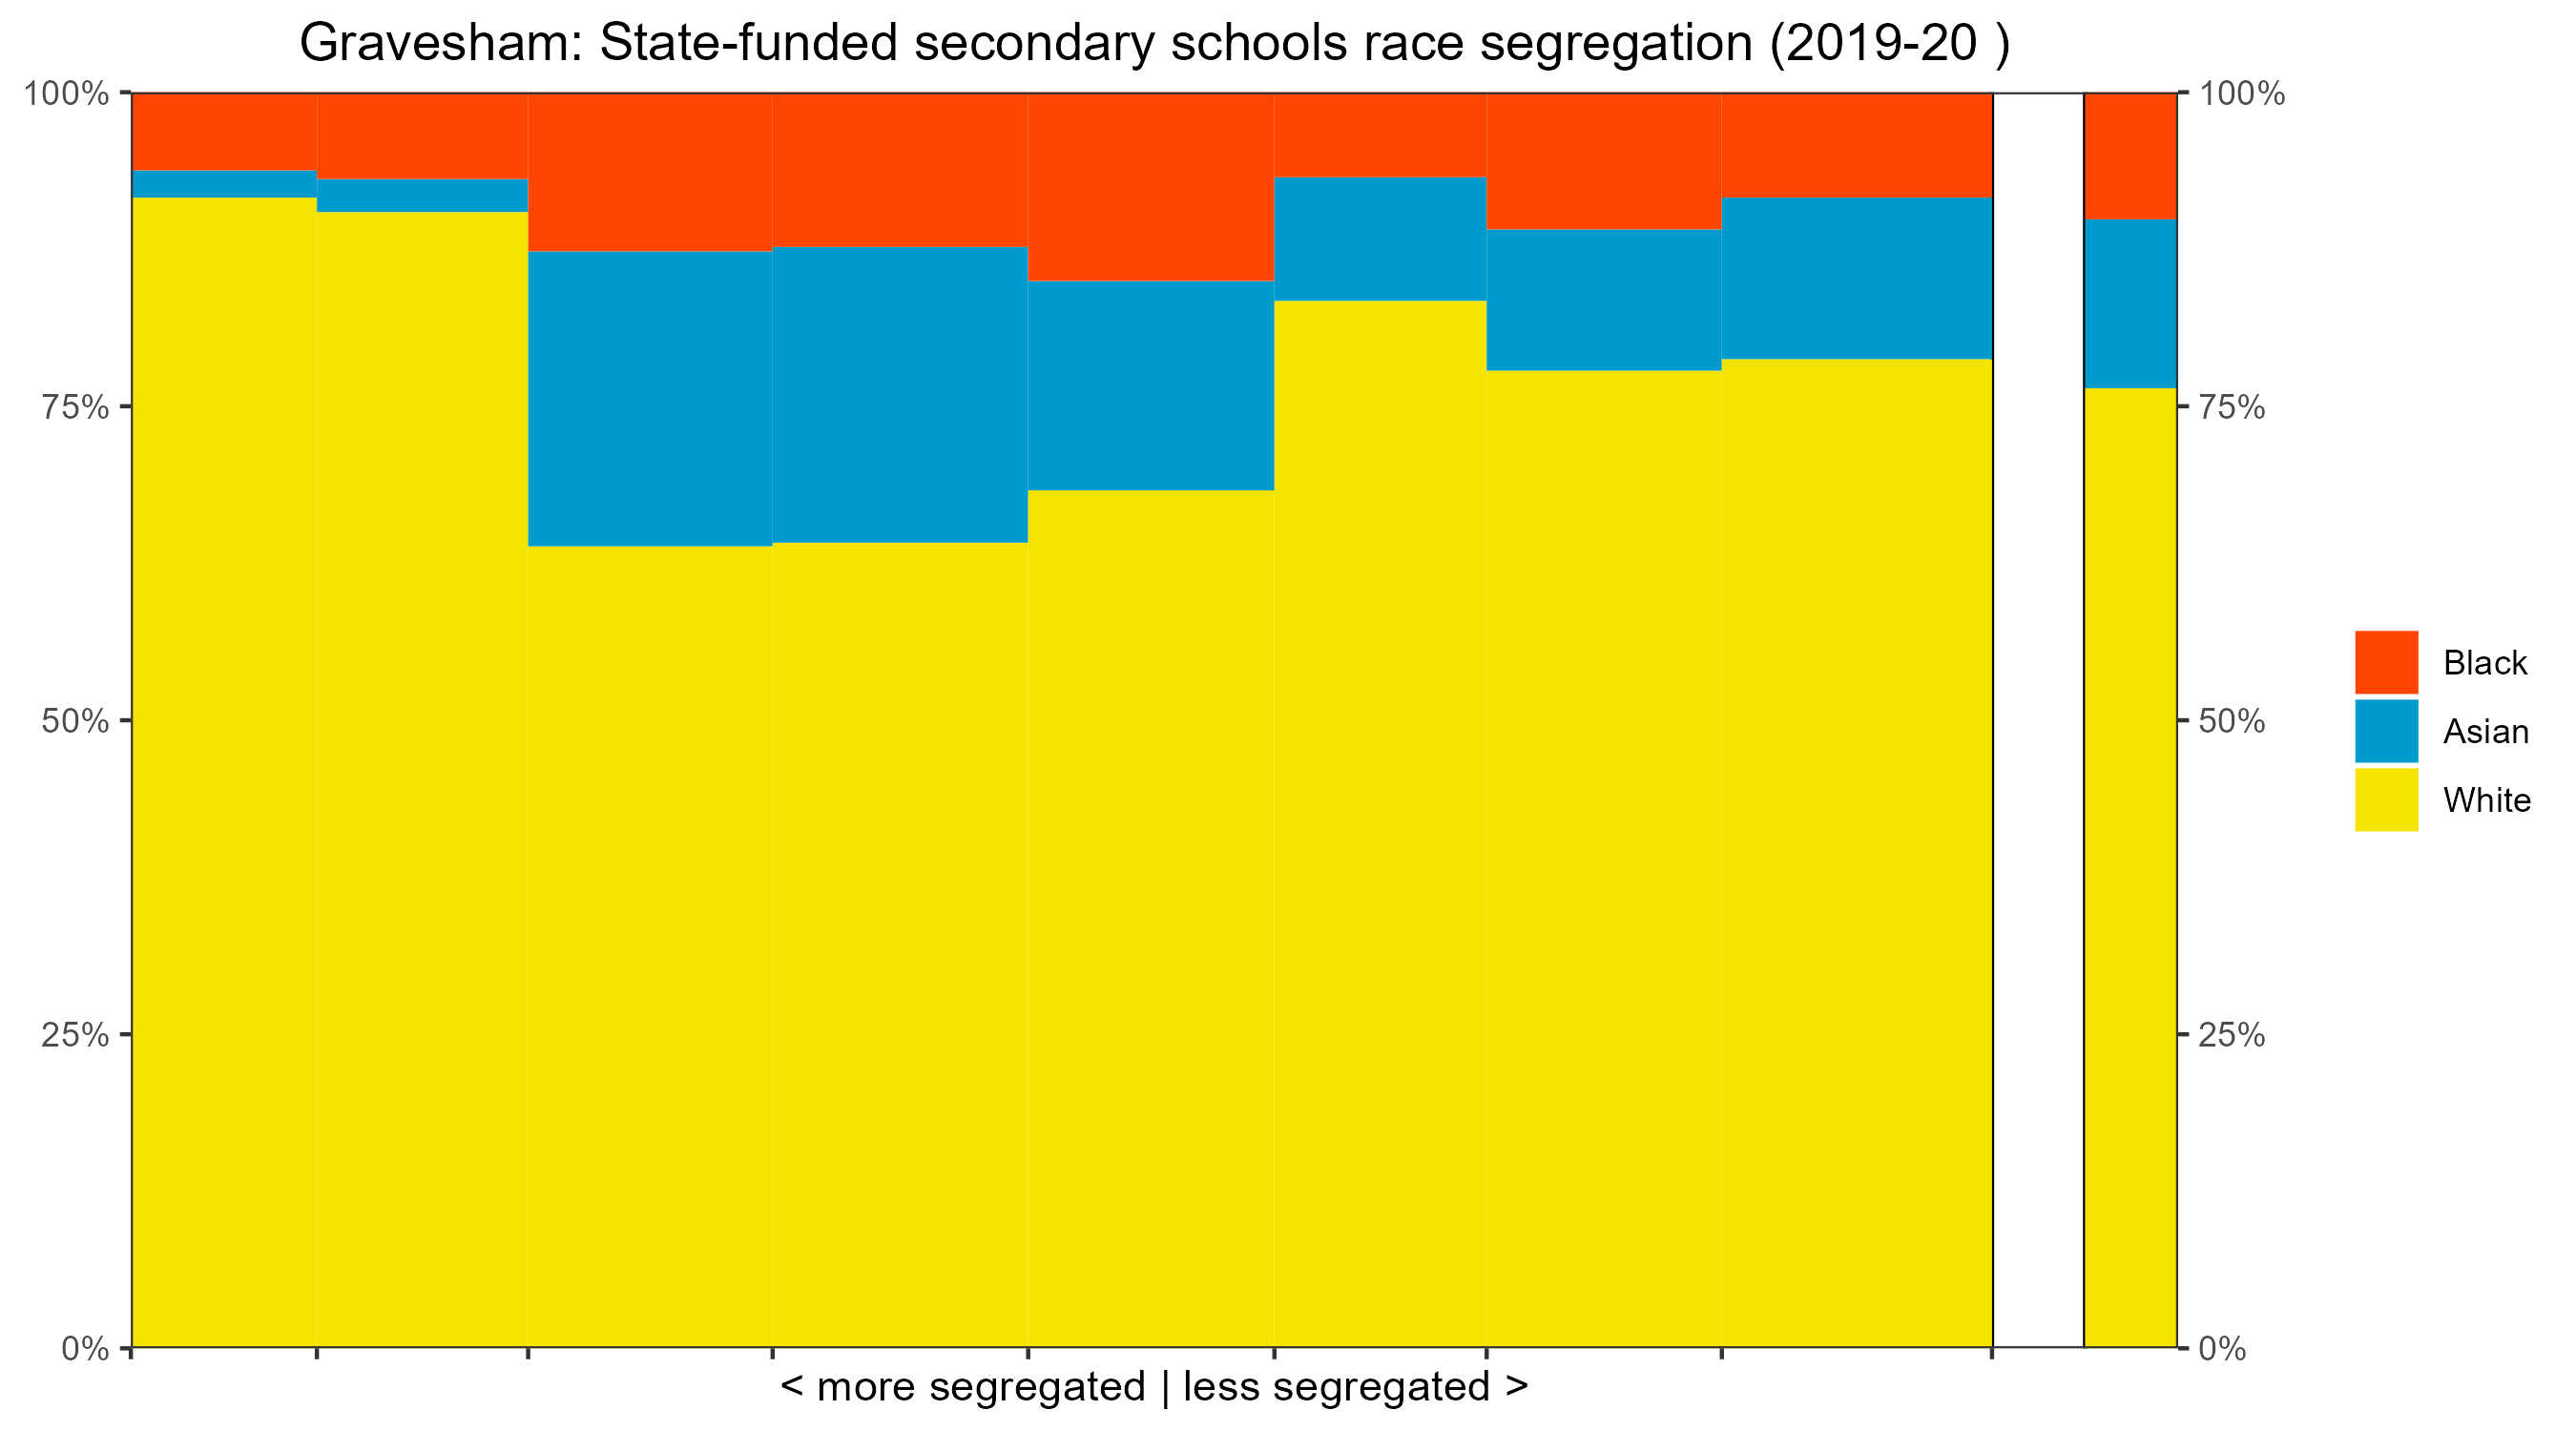 Gravesham: State-funded secondary schools race segregation (2019-20 )
100%
75%
50%
25%
0%
100%
75%
50%
25%
0%
Black
Asian
White
< more segregated | less segregated >